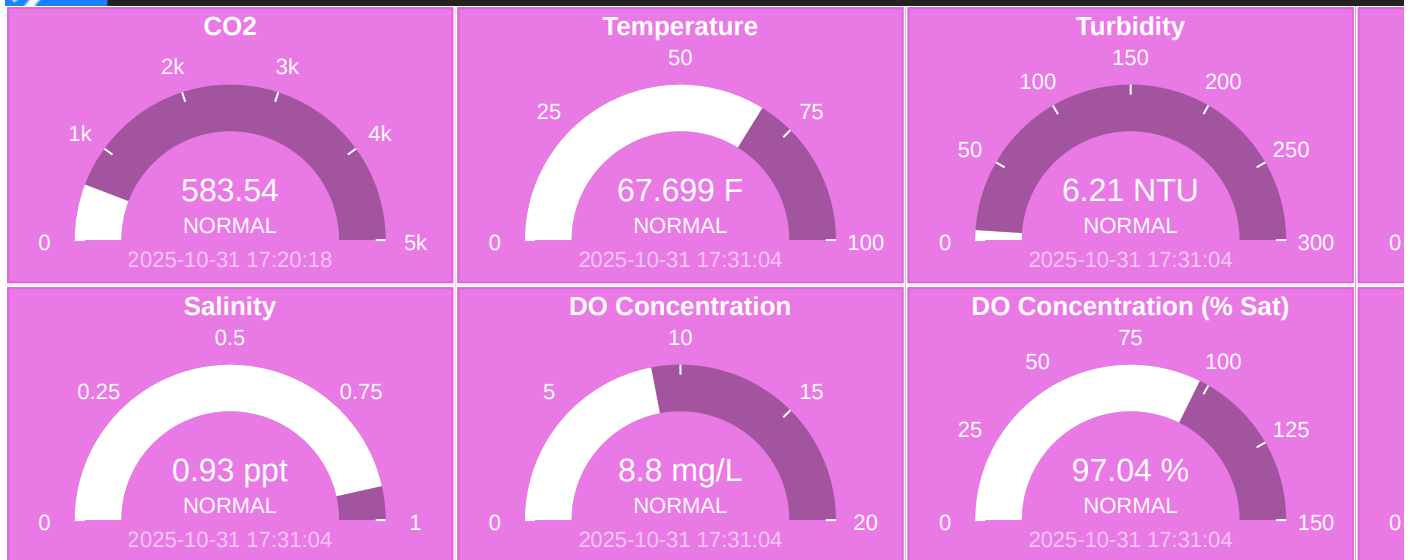 CO2
2k
3k
1k
4k
583.54
NORMAL
0
5k
2025-10-31 17:20:18
Temperature
50
25
75
67.699 F
NORMAL
0
100
2025-10-31 17:31:04
Turbidity
150
100
200
50
250
6.21 NTU
NORMAL
0
300
2025-10-31 17:31:04
0
Salinity
0.5
0.25
0.75
0.93 ppt
NORMAL
0
1
2025-10-31 17:31:04
DO Concentration
10
5
15
8.8 mg/L
NORMAL
0
20
2025-10-31 17:31:04
DO Concentration (% Sat)
75
50
100
25
125
97.04 %
NORMAL
0
150
2025-10-31 17:31:04
0